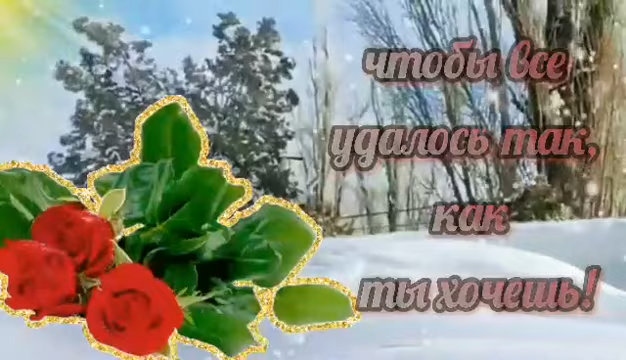 чтобы все
удалось так,
как
ты хочешь!